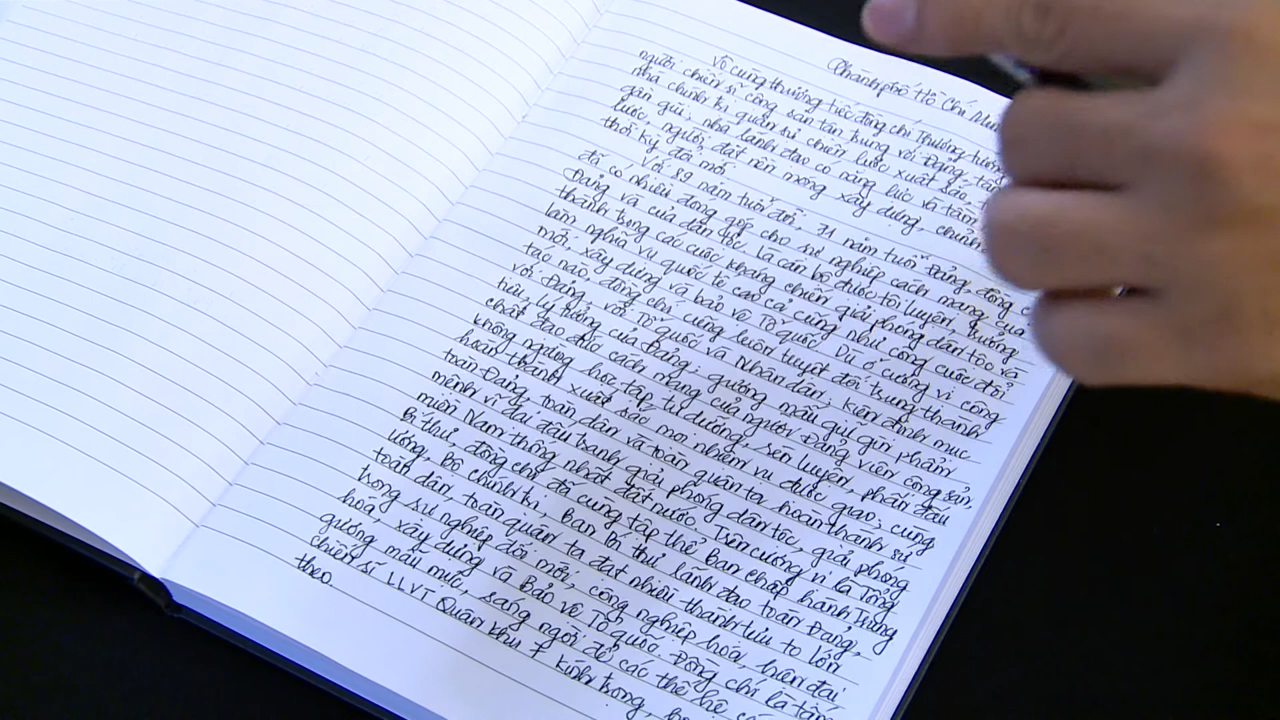 Thành phố Hồ Chí Minh
Vô cùng thương tiếc đồng chí Thượng tướng
người chiến sĩ cộng sản tận trung với Đảng, tận
nhà chính trị, quân sự chiến lược xuất sắc,
gần gũi; nhà lãnh đạo có năng lực và tầm
lược, người đặt nền móng xây dựng, chỉnh
thời kỳ đổi mới
Với 89 năm tuổi đời, 71 năm tuổi Đảng, đồng
đã có nhiều đóng góp cho sự nghiệp cách mạng của
Đảng và của dân tộc, là cán bộ được tôi luyện, trưởng
thành trong các cuộc kháng chiến giải phóng dân tộc và
làm nghĩa vụ quốc tế cao cả cũng như công cuộc đổi
mới, xây dựng và bảo vệ Tổ quốc. Dù ở cương vị công
tác nào, đồng chí cũng luôn tuyệt đối trung thành
với Đảng, với Tổ quốc và Nhân dân; kiên định mục
tiêu, lý tưởng của Đảng; gương mẫu giữ gìn phẩm
chất đạo đức cách mạng của người Đảng viên cộng sản,
không ngừng học tập, tu dưỡng, rèn luyện, phấn đấu
hoàn thành xuất sắc mọi nhiệm vụ được giao; cùng
toàn Đảng, toàn dân và toàn quân ta, hoàn thành sứ
mệnh vĩ đại đấu tranh giải phóng dân tộc, giải phóng
miền Nam thống nhất đất nước. Trên cương vị là Tổng
Bí thư, đồng chí đã cùng tập thể Ban chấp hành Trung
ương, Bộ chính trị, Ban Bí thư lãnh đạo toàn Đảng,
toàn dân, toàn quân ta đạt nhiều thành tựu to lớn
trong sự nghiệp đổi mới, công nghiệp hóa, hiện đại
hóa, xây dựng và Bảo vệ Tổ quốc. Đồng chí là tấm
gương mẫu mực, sáng ngời để các thế hệ
chiến sĩ LLVT Quân khu 7 kính trọng,
theo